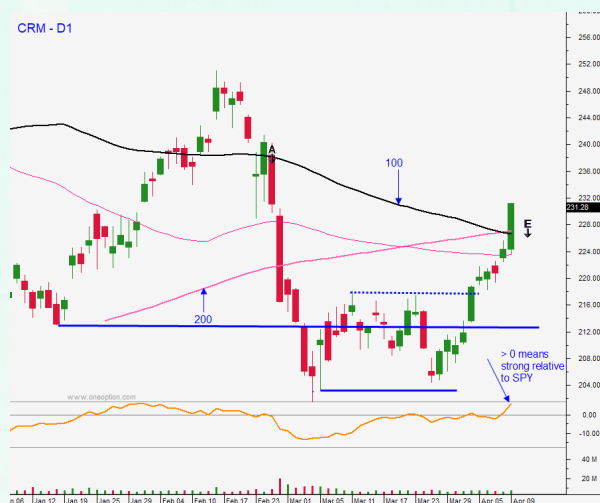 CRM - D1
256.00
252.00
248.00
244.00
240.00
236.00
232.00
231.28
228.00
224.00
220.00
216.00
212.00
208.00
204.00
A
100
E
200
> 0 means
strong relative
to SPY
www.oneoption.com
0.00
-10.00
40 M
20 M
06
Jan 12
Jan 19
Jan 25
Jan 29
Feb 04
Feb 10
Feb 17
Feb 23
Mar 01
Mar 05
Mar 11
Mar 17
Mar 23
Mar 29
Apr 05
Apr 09